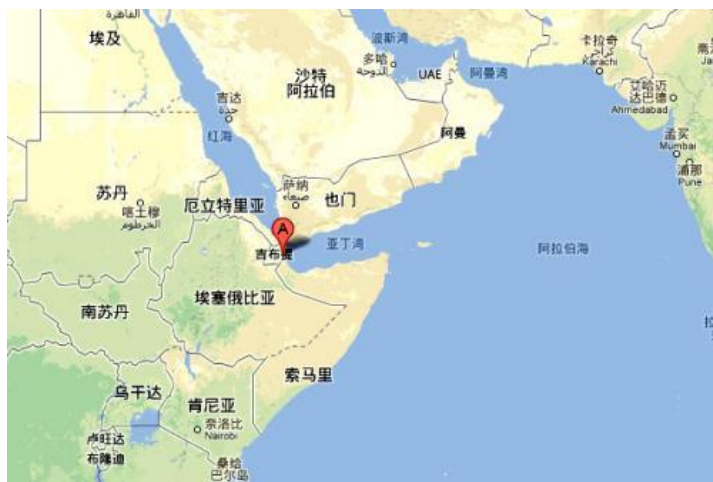 القاهرة
埃及
波斯湾
多哈
الدوحة
UAE
阿曼湾
卡拉奇
كراچى
Karachi
沙特
阿拉伯
吉达
جدة
红海
阿曼
艾哈迈
达巴德
Ahmedabad
孟买
Mumbai
浦那
Pune
苏丹
喀土穆
الخرطوم
厄立特里亚
萨纳
صنعاء
也门
A
吉布提
亚丁湾
阿拉伯海
埃塞俄比亚
南苏丹
索马里
乌干达
肯尼亚
奈洛比
Nairobi
卢旺达
布隆迪
桑给
巴尔岛